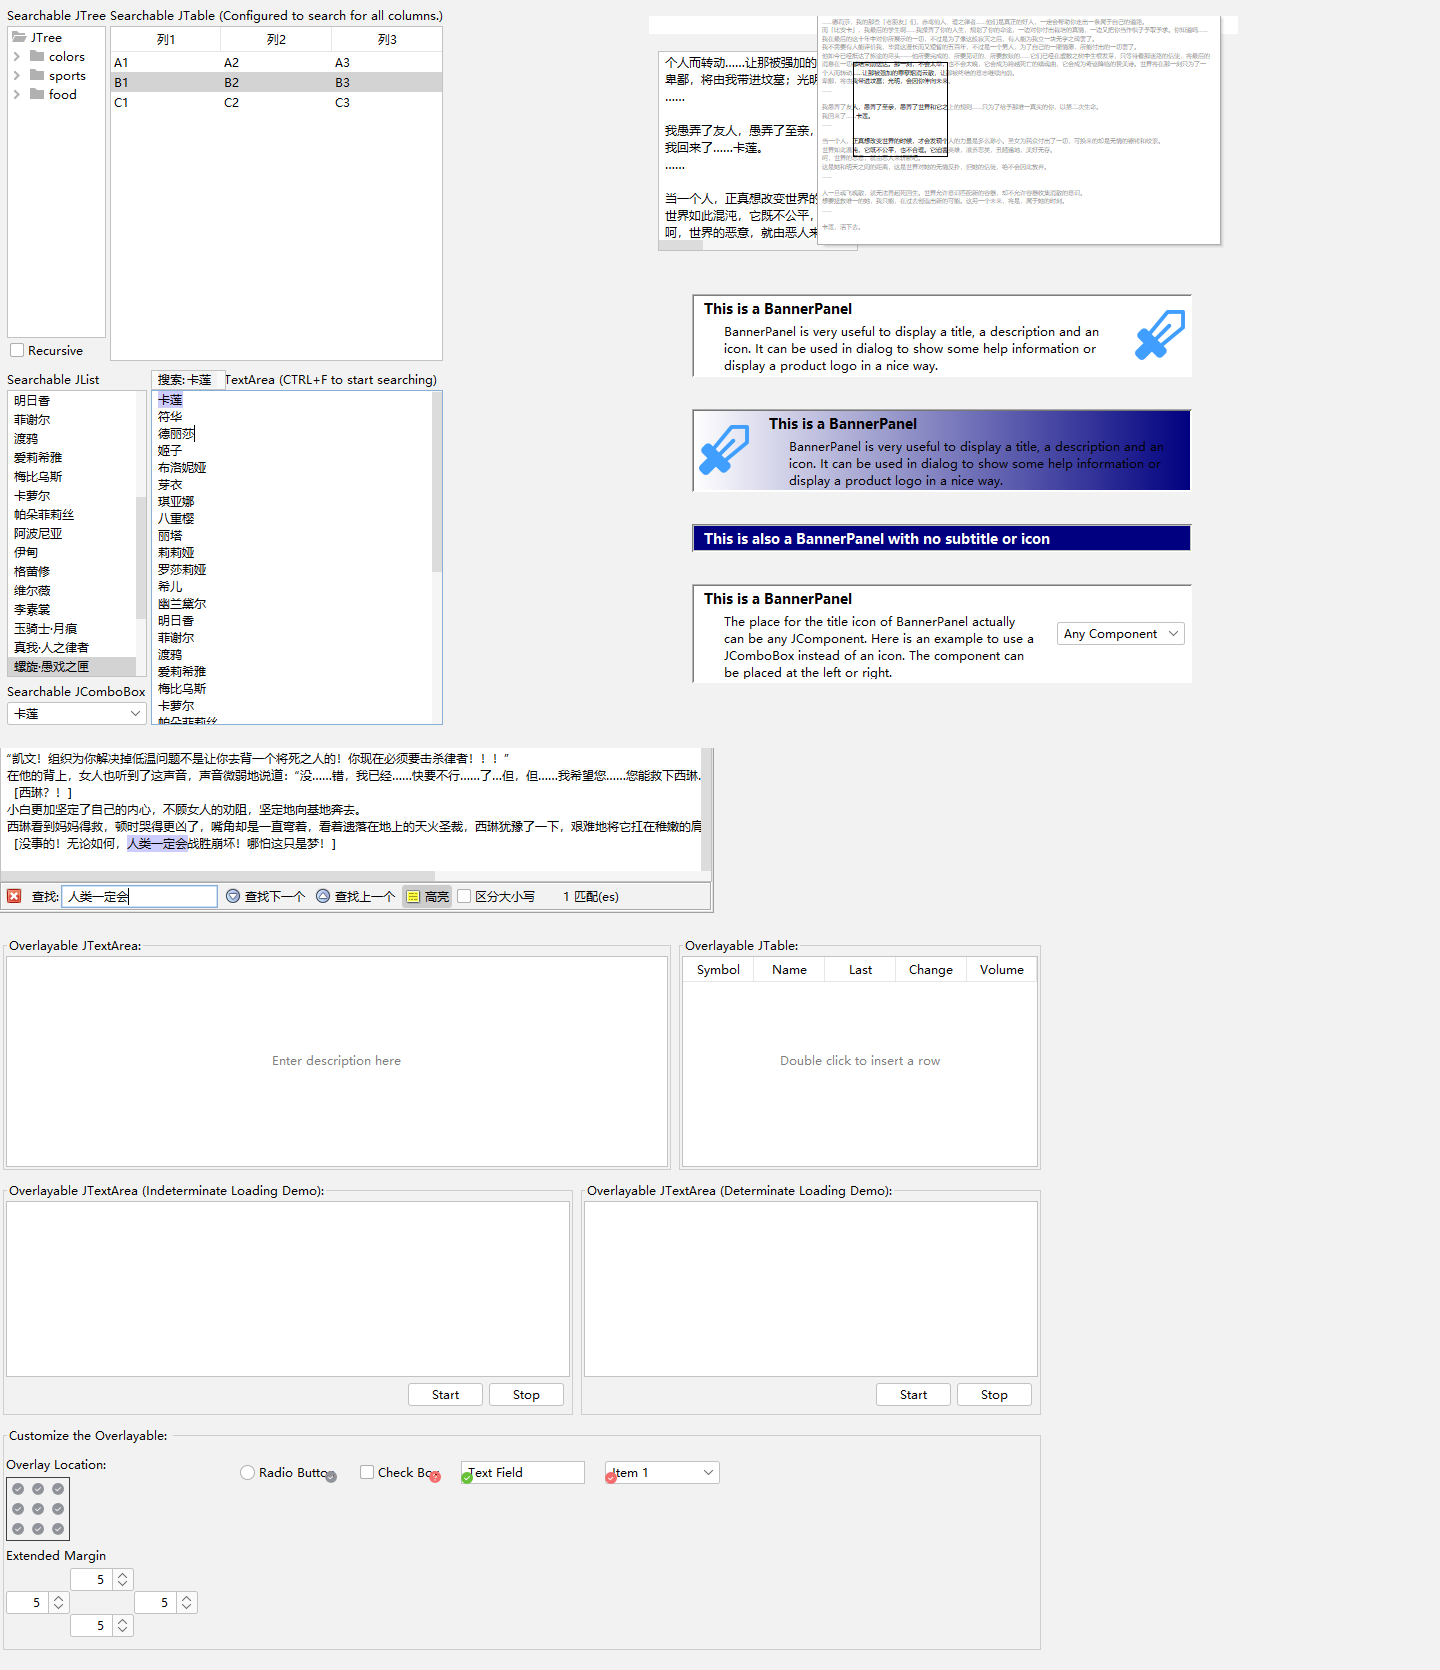 Searchable JTree
Searchable JTable (Configured to search for all columns.)
JTree
colors
sports
food
列1 列2 列3
A1 A2 A3
B1 B2 B3
C1 C2 C3
Recursive
Searchable JList
明日香
菲谢尔
渡鸦
爱莉希雅
梅比乌斯
卡萝尔
帕朵菲莉丝
阿波尼亚
伊甸
格蕾修
维尔薇
李素裳
玉骑士·月痕
真我·人之律者
螺旋·愚戏之匣
Searchable JComboBox
卡莲
搜索: 卡莲
TextArea (CTRL+F to start searching)
卡莲
符华
德丽莎
姬子
布洛妮娅
芽衣
琪亚娜
八重樱
丽塔
莉莉娅
罗莎莉娅
希儿
幽兰黛尔
明日香
菲谢尔
渡鸦
爱莉希雅
梅比乌斯
卡萝尔
帕朵菲莉丝
个人而转动......让那被强加的
卑鄙，将由我带进坟墓；光明
......
我愚弄了友人，愚弄了至亲，
我回来了......卡莲。
......
当一个人，正真想改变世界的
世界如此混沌，它既不公平，
呵，世界的恶意，就由恶人来
This is a BannerPanel
BannerPanel is very useful to display a title, a description and an
icon. It can be used in dialog to show some help information or
display a product logo in a nice way.
This is a BannerPanel
BannerPanel is very useful to display a title, a description and an
icon. It can be used in dialog to show some help information or
display a product logo in a nice way.
This is also a BannerPanel with no subtitle or icon
This is a BannerPanel
The place for the title icon of BannerPanel actually
can be any JComponent. Here is an example to use a
JComboBox instead of an icon. The component can
be placed at the left or right.
Any Component
“凯文！组织为你解决掉低温问题不是让你去背一个将死之人的！你现在必须要击杀律者！！！”
在他的背上，女人也听到了这声音，声音微弱地说道：“没......错，我已经......快要不行......了...但，但......我希望您......您能救下西琳.
［西琳？！］
小白更加坚定了自己的内心，不顾女人的劝阻，坚定地向基地奔去。
西琳看到妈妈得救，顿时哭得更凶了，嘴角却是一直弯着，看着遗落在地上的天火圣裁，西琳犹豫了一下，艰难地将它扛在稚嫩的肩
［没事的！无论如何，人类一定会战胜崩坏！哪怕这只是梦！］
查找: 人类一定会 查找下一个 查找上一个 高亮 区分大小写 1 匹配(es)
Overlayable JTextArea:
Enter description here
Overlayable JTable:
Symbol Name Last Change Volume
Double click to insert a row
Overlayable JTextArea (Indeterminate Loading Demo):
Start Stop
Overlayable JTextArea (Determinate Loading Demo):
Start Stop
Customize the Overlayable:
Overlay Location:
Radio Button Check Box Text Field Item 1
Extended Margin
5
5 5
5